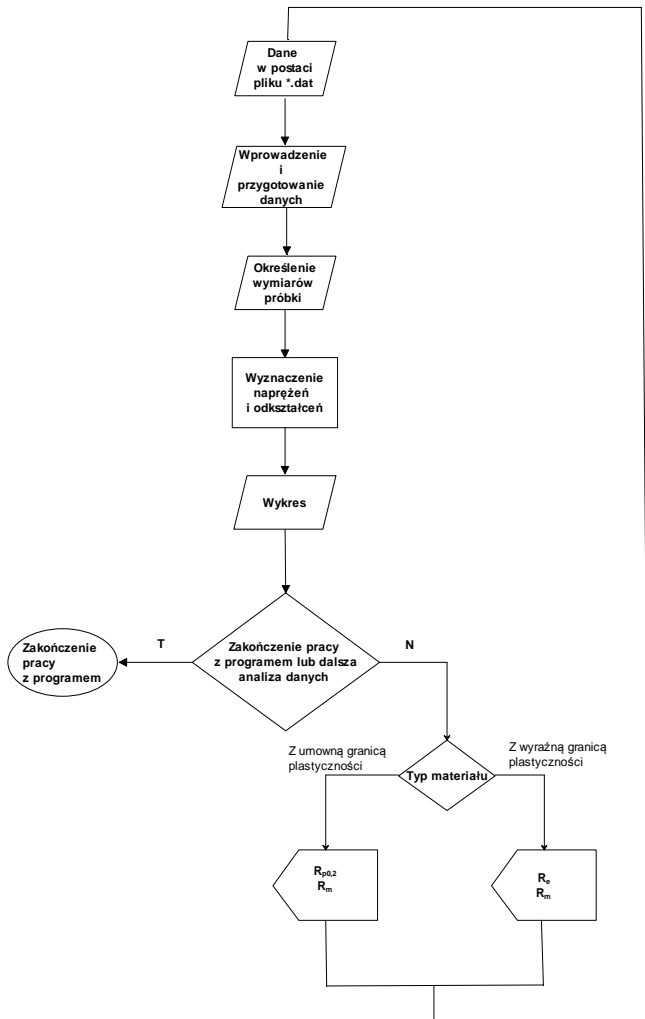 Dane
w postaci
pliku *.dat
Wprowadzenie
i
przygotowanie
danych
Określenie
wymiarów
próbki
Wyznaczenie
naprężeń
i odkształceń
Wykres
Zakończenie pracy
z programem lub dalsza
analiza danych
T
N
Zakończenie
pracy
z programem
Z umowną granicą
plastyczności
Z wyraźną granicą
plastyczności
Typ materiału
Rp0,2
Rm
Re
Rm